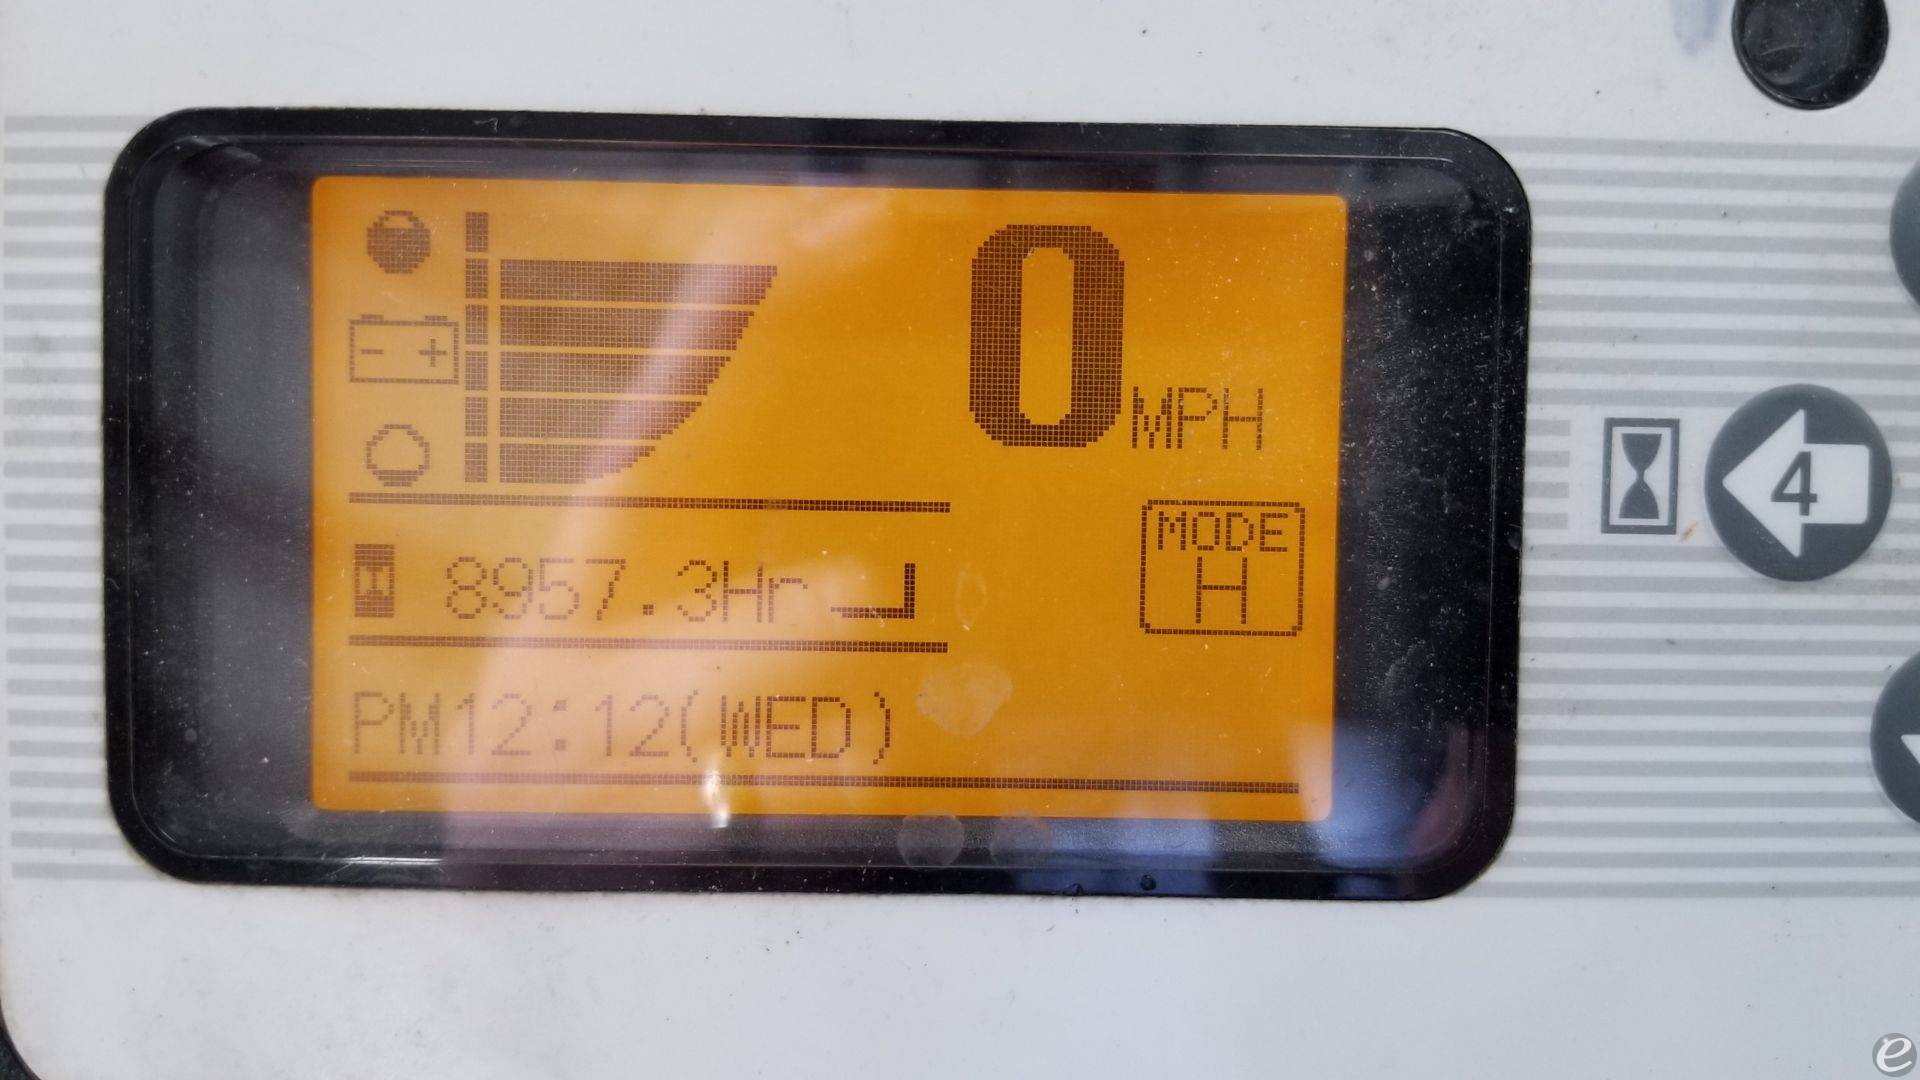 0 MPH
MODE
H
8957.3Hr
PM12:12(WED)
4
e